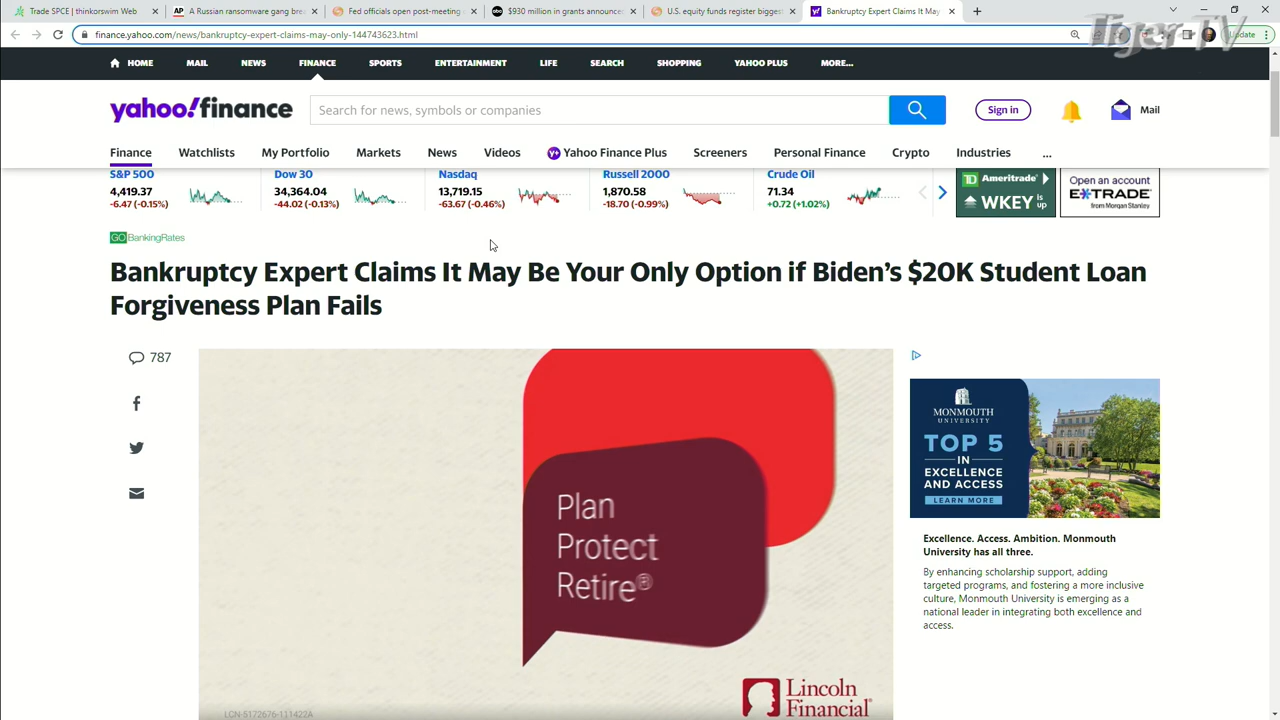 Trade SPCE | thinkorswim Web
A Russian ransomware gang brea
Fed officials open post-meeting
$930 million in grants announced
U.S. equity funds register biggest
Bankruptcy Expert Claims It May
Tiger TV
finance.yahoo.com/news/bankruptcy-expert-claims-may-only-144743623.html
Update
HOME MAIL NEWS FINANCE SPORTS ENTERTAINMENT LIFE SEARCH SHOPPING YAHOO PLUS MORE...
yahoo!finance
Search for news, symbols or companies
Sign in
Mail
Finance Watchlists My Portfolio Markets News Videos Y+ Yahoo Finance Plus Screeners Personal Finance Crypto Industries ...
S&P 500
4,419.37
-6.47 (-0.15%)
Dow 30
34,364.04
-44.02 (-0.13%)
Nasdaq
13,719.15
-63.67 (-0.46%)
Russell 2000
1,870.58
-18.70 (-0.99%)
Crude Oil
71.34
+0.72 (+1.02%)
TD Ameritrade
WKEY is up
Open an account
E*TRADE
from Morgan Stanley
GOBankingRates
Bankruptcy Expert Claims It May Be Your Only Option if Biden's $20K Student Loan
Forgiveness Plan Fails
787
Plan
Protect
Retire®
Lincoln
Financial®
LCN-5172676-111422A
MONMOUTH
UNIVERSITY
TOP 5
IN
EXCELLENCE
AND ACCESS
LEARN MORE
Excellence. Access. Ambition. Monmouth
University has all three.
By enhancing scholarship support, adding
targeted programs, and fostering a more inclusive
culture, Monmouth University is emerging as a
national leader in integrating both excellence and
access.